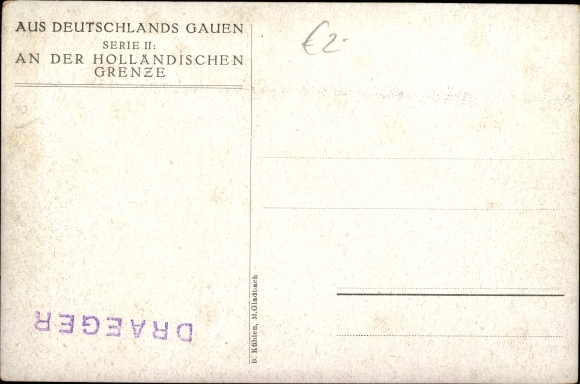 AUS DEUTSCHLANDS GAUEN
SERIE II:
AN DER HOLLÄNDISCHEN
GRENZE
€2-
B. Kühlen, M.Gladbach
DRAEGER